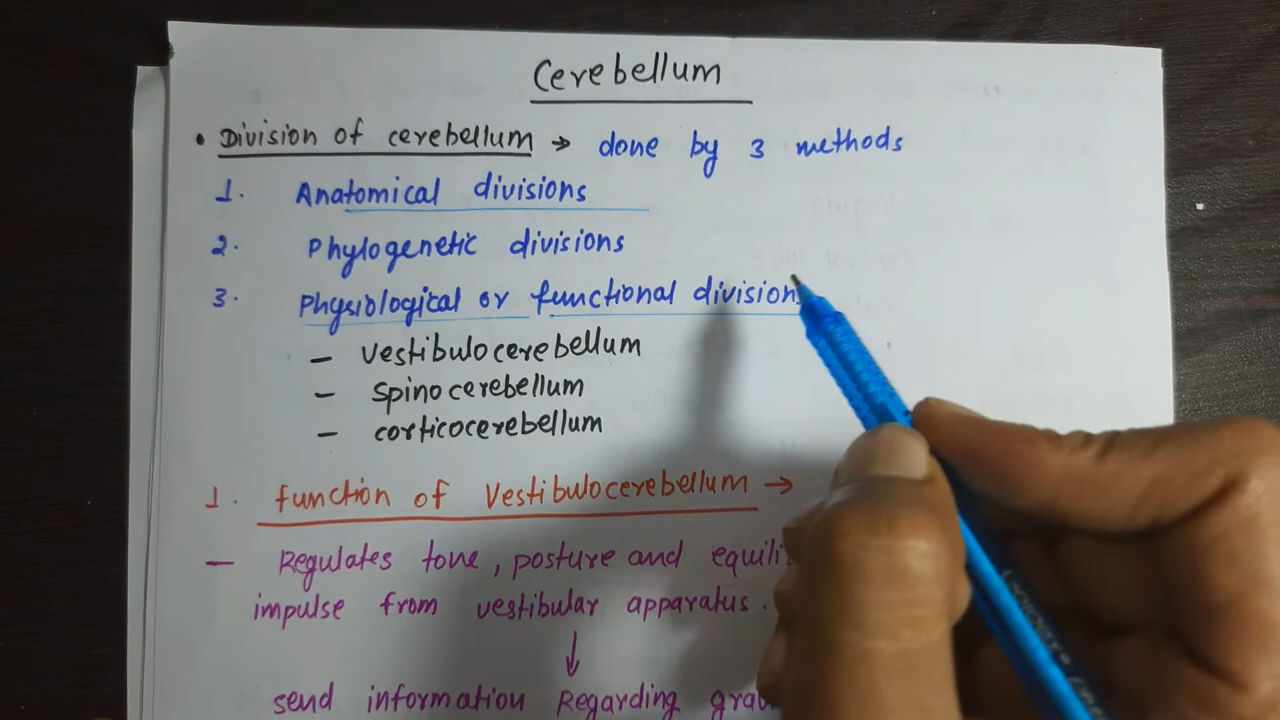 Cerebellum
• Division of cerebellum → done by 3 methods
1. Anatomical divisions
2. Phylogenetic divisions
3. Physiological or functional division
– Vestibulocerebellum
– Spinocerebellum
– corticocerebellum
1. function of Vestibulocerebellum →
– Regulates tone, posture and
impulse from vestibular apparatus.
↓
send information Regarding